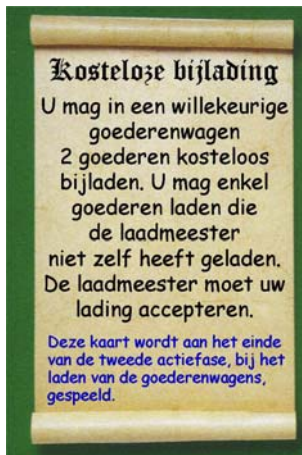 Kosteloze bijlading
U mag in een willekeurige
goederenwagen
2 goederen kosteloos
bijladen. U mag enkel
goederen laden die
de laadmeester
niet zelf heeft geladen.
De laadmeester moet uw
lading accepteren.
Deze kaart wordt aan het einde
van de tweede actiefase, bij het
laden van de goederenwagens,
gespeeld.